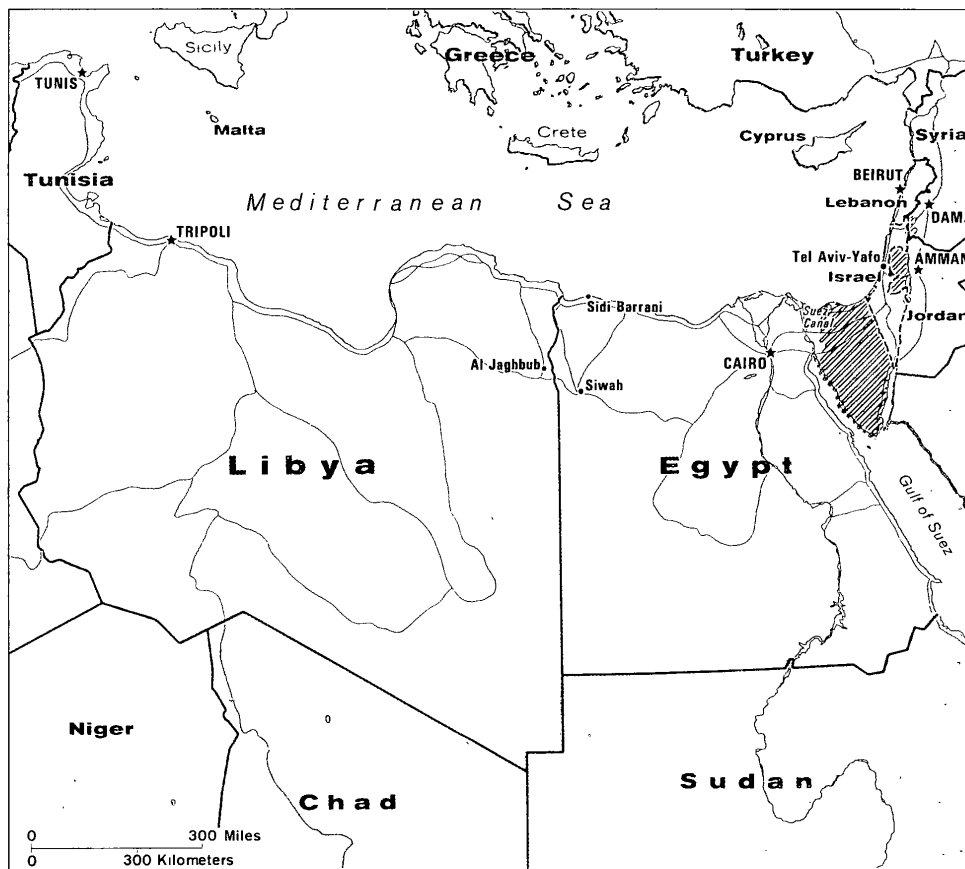 Sicily
Greece
Turkey
TUNIS
Malta
Crete
Cyprus
Syria
Tunisia
BEIRUT
Lebanon
Mediterranean Sea
DAM.
TRIPOLI
Tel Aviv-Yafo
AMMAN
Israel
Sidi Barrani
Suez
Canal
Jordan
Al Jaghbub
CAIRO
Siwah
Libya
Egypt
Gulf of Suez
Niger
Sudan
Chad
0 300 Miles
0 300 Kilometers